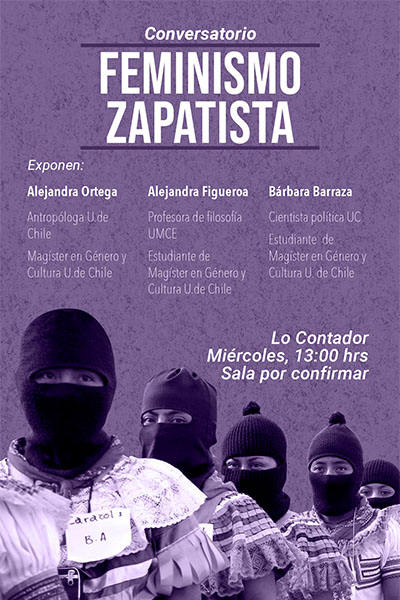 Conversatorio
FEMINISMO
ZAPATISTA
Exponen:
Alejandra Ortega
Antropóloga U.de
Chile
Magíster en Género y
Cultura U.de Chile
Alejandra Figueroa
Profesora de filosofía
UMCE
Estudiante de
Magíster en Género y
Cultura U.de Chile
Bárbara Barraza
Cientista política UC
Estudiante de
Magíster en Género y
Cultura U. de Chile
Lo Contador
Miércoles, 13:00 hrs
Sala por confirmar
Caracol
B.A